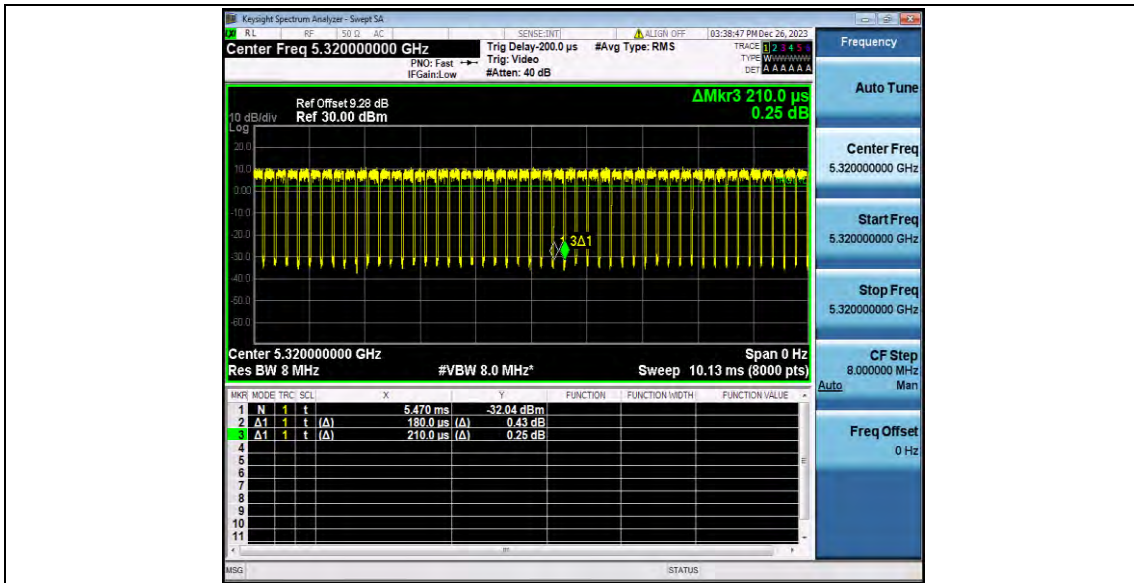 Keysight Spectrum Analyzer - Swept SA
RL RF 50 Ω AC SENSE:INT ALIGN OFF 03:38:47 PM Dec 26, 2023
Center Freq 5.320000000 GHz
Trig Delay-200.0 µs #Avg Type: RMS
TRACE 1 2 3 4 5 6
PNO: Fast Trig: Video
TYPE WWWWWW
IFGain:Low #Atten: 40 dB
DET A A A A A A
ΔMkr3 210.0 µs
0.25 dB
Ref Offset 9.28 dB
10 dB/div Ref 30.00 dBm
Log
20.0
10.0
0.00
-10.0
-20.0
-30.0
-40.0
-50.0
-60.0
1 3Δ1
Center 5.320000000 GHz Span 0 Hz
Res BW 8 MHz #VBW 8.0 MHz* Sweep 10.13 ms (8000 pts)
MKR MODE TRC SCL X Y FUNCTION FUNCTION WIDTH FUNCTION VALUE
1 N 1 t 5.470 ms -32.04 dBm
2 Δ1 1 t (Δ) 180.0 µs (Δ) 0.43 dB
3 Δ1 1 t (Δ) 210.0 µs (Δ) 0.25 dB
4
5
6
7
8
9
10
11
MSG STATUS
Frequency
Auto Tune
Center Freq
5.320000000 GHz
Start Freq
5.320000000 GHz
Stop Freq
5.320000000 GHz
CF Step
8.000000 MHz
Auto Man
Freq Offset
0 Hz